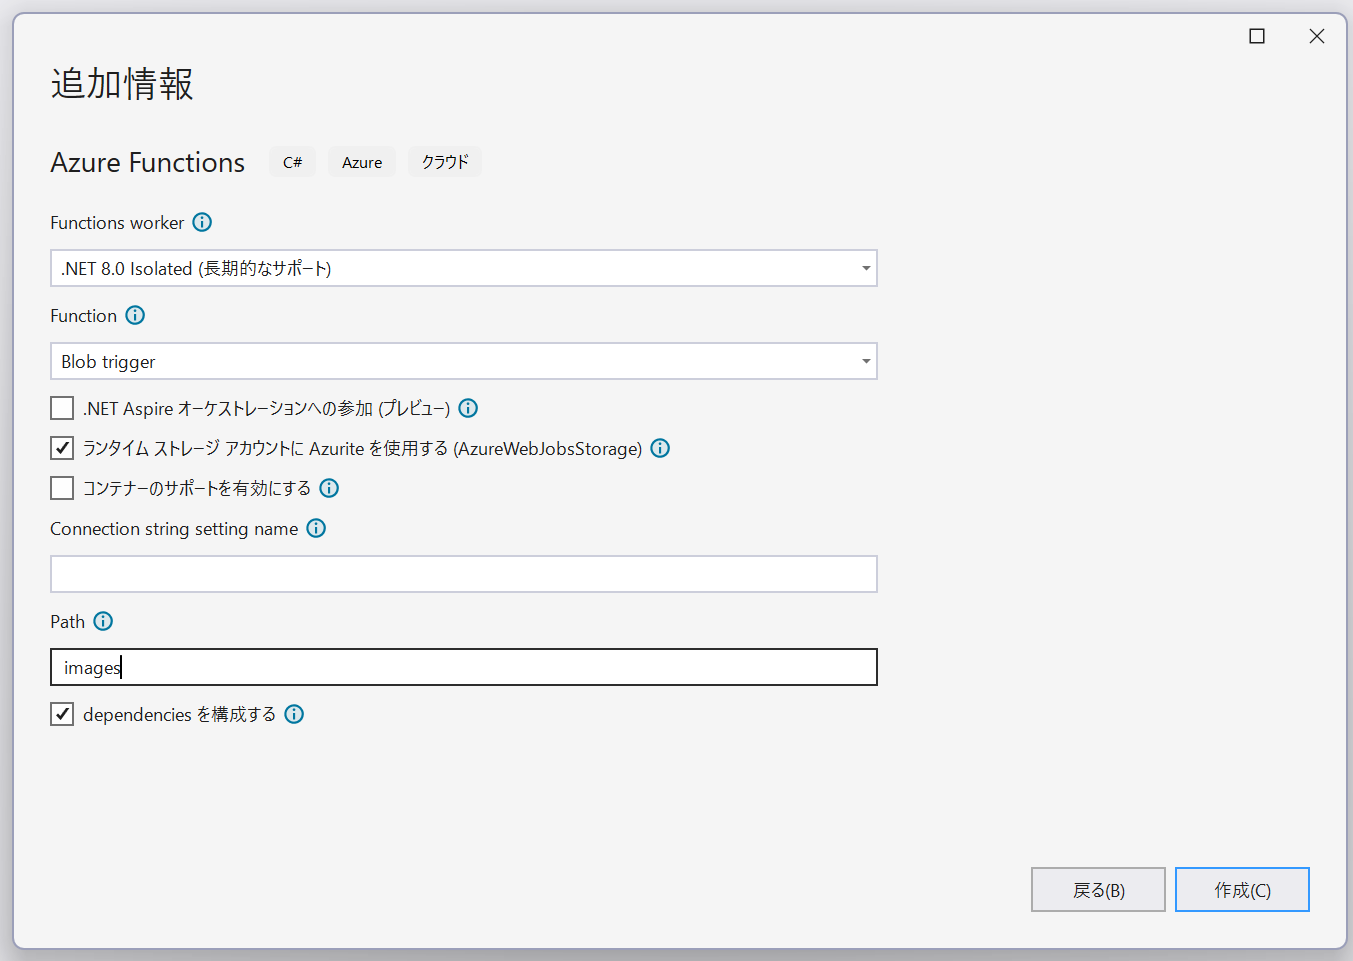 追加情報
Azure Functions C# Azure クラウド
Functions worker
.NET 8.0 Isolated (長期的なサポート)
Function
Blob trigger
.NET Aspire オーケストレーションへの参加 (プレビュー)
ランタイム ストレージ アカウントに Azurite を使用する (AzureWebJobsStorage)
コンテナーのサポートを有効にする
Connection string setting name
Path
images
dependencies を構成する
戻る(B) 作成(C)